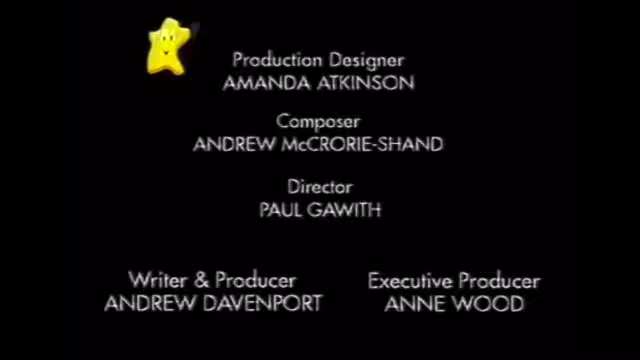 Production Designer
AMANDA ATKINSON
Composer
ANDREW McCRORIE-SHAND
Director
PAUL GAWITH
Writer & Producer
ANDREW DAVENPORT
Executive Producer
ANNE WOOD